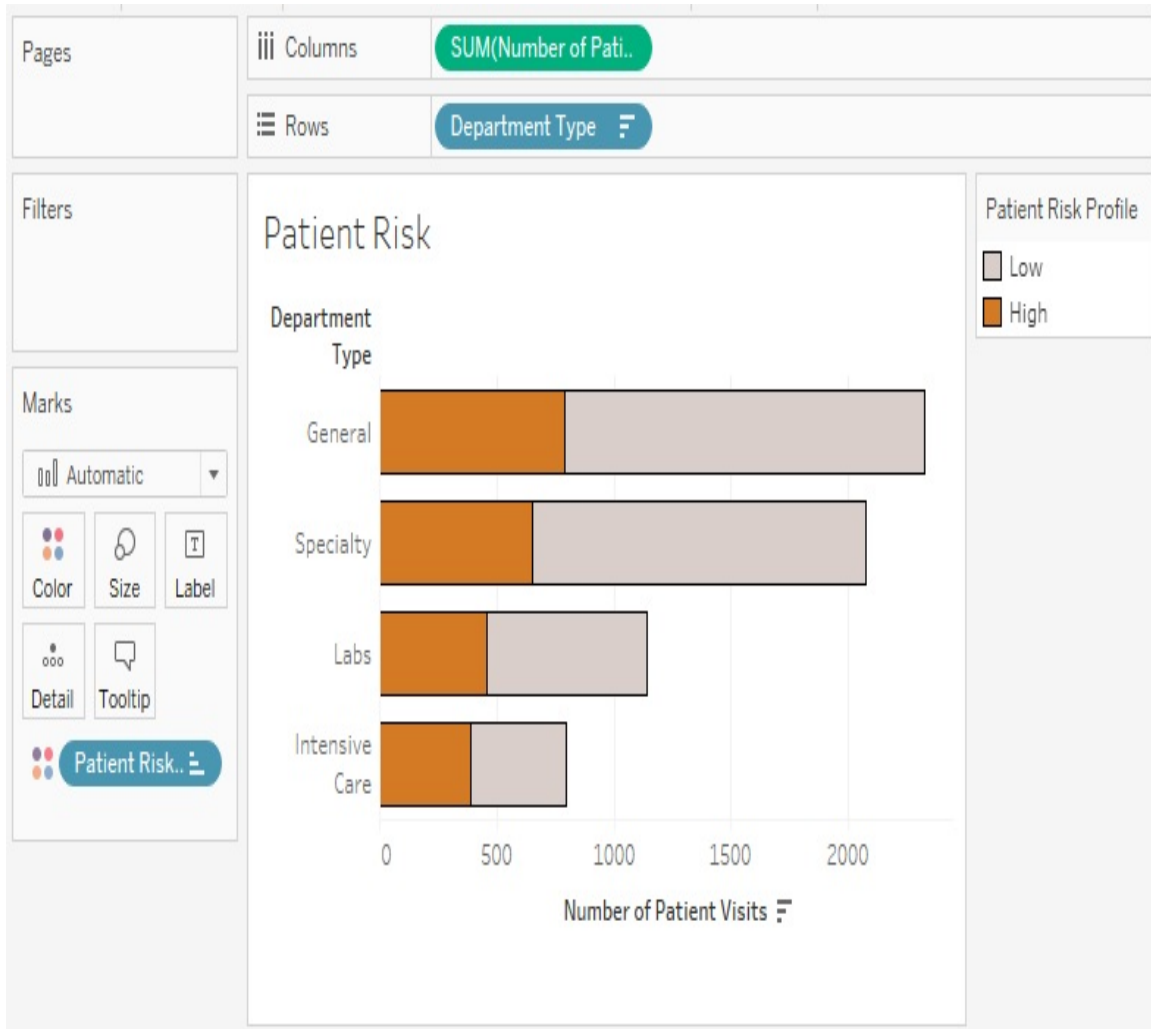 Pages
Columns
SUM(Number of Pati..
Rows
Department Type
Filters
Marks
Automatic
Color
Size
T
Label
Detail
Tooltip
Patient Risk..
Patient Risk
Department
Type
General
Specialty
Labs
Intensive
Care
0 500 1000 1500 2000
Number of Patient Visits
Patient Risk Profile
Low
High